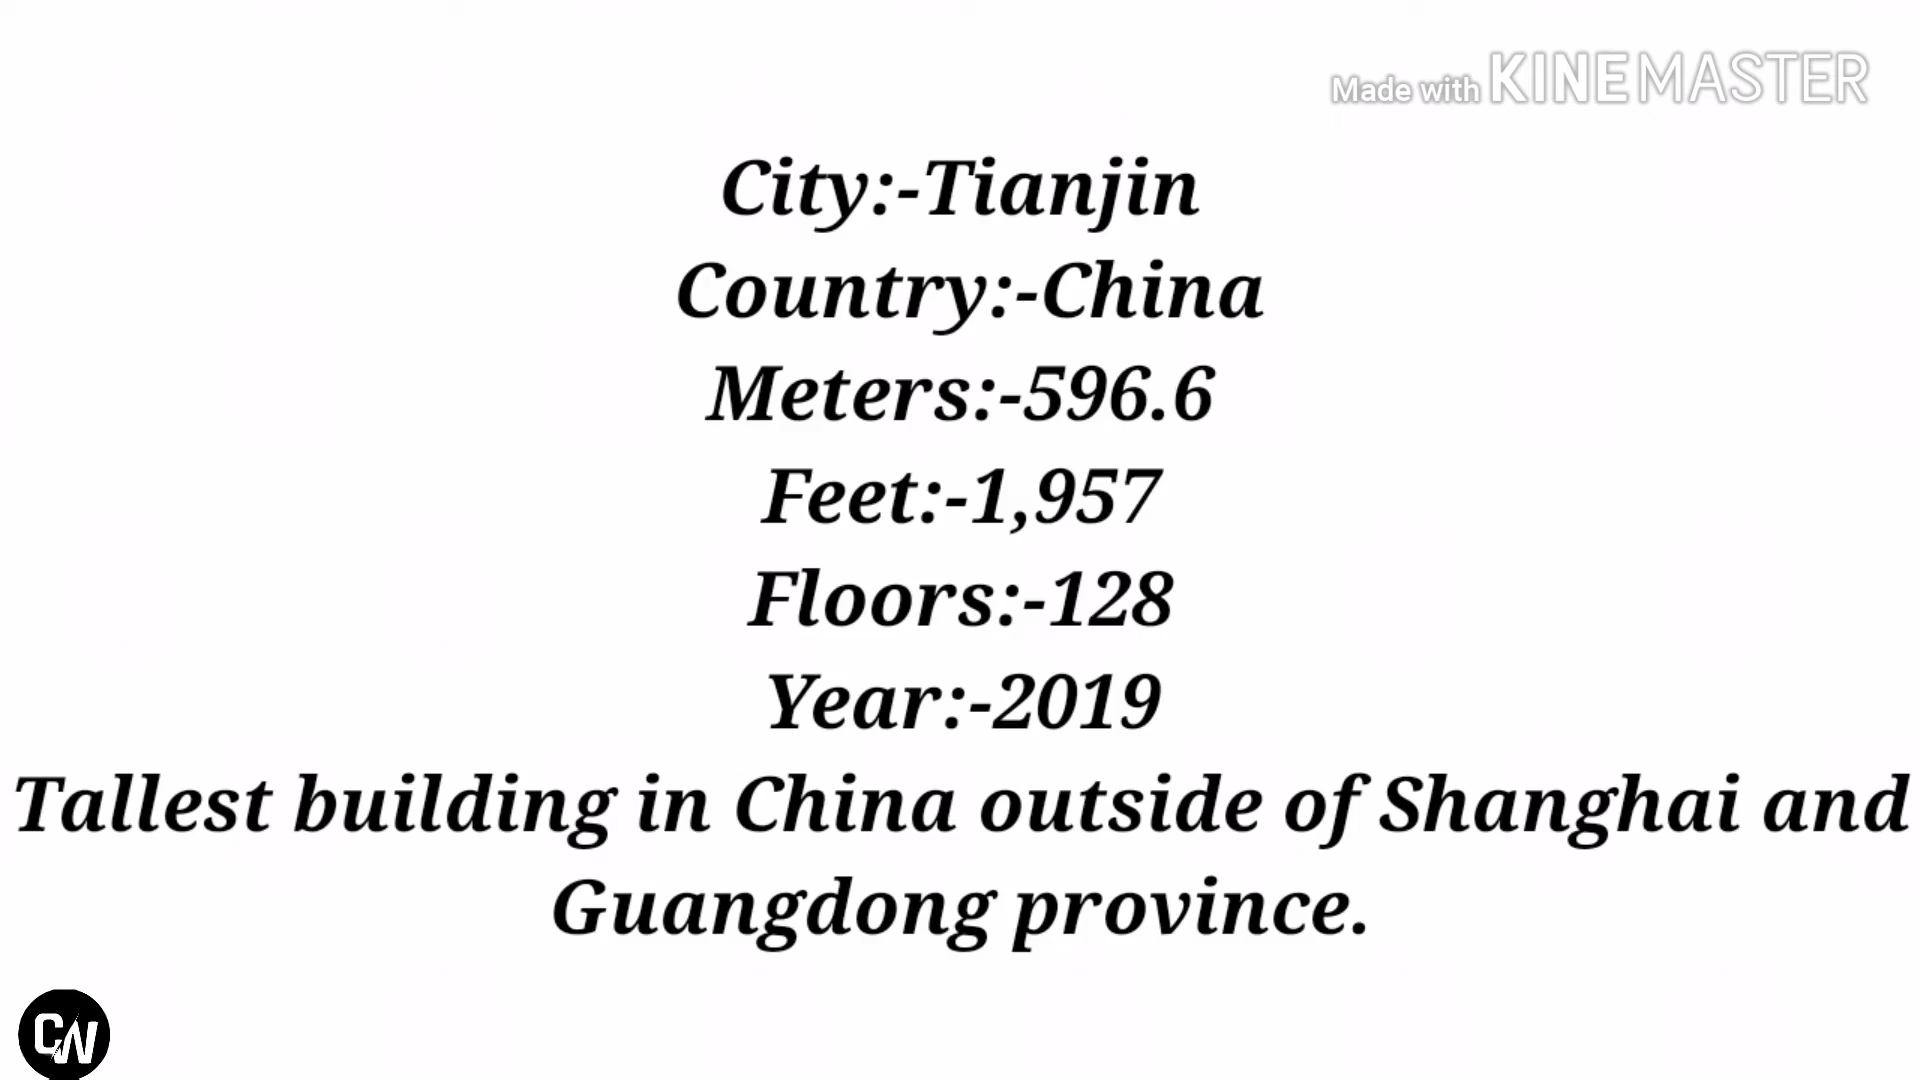 Made with KINEMASTER
City:-Tianjin
Country:-China
Meters:-596.6
Feet:-1,957
Floors:-128
Year:-2019
Tallest building in China outside of Shanghai and
Guangdong province.
CW